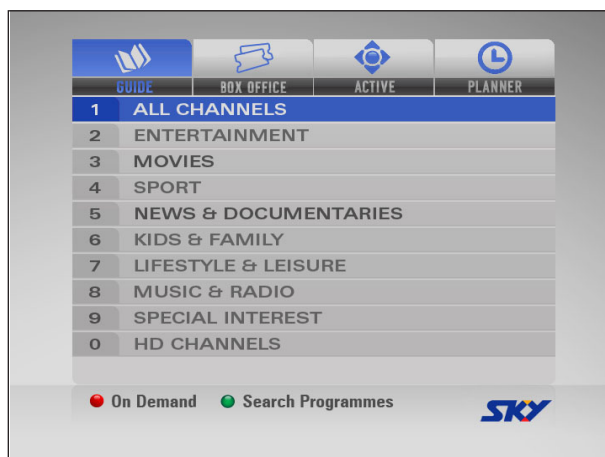 GUIDE BOX OFFICE ACTIVE PLANNER
1 ALL CHANNELS
2 ENTERTAINMENT
3 MOVIES
4 SPORT
5 NEWS & DOCUMENTARIES
6 KIDS & FAMILY
7 LIFESTYLE & LEISURE
8 MUSIC & RADIO
9 SPECIAL INTEREST
0 HD CHANNELS
On Demand Search Programmes
SKY